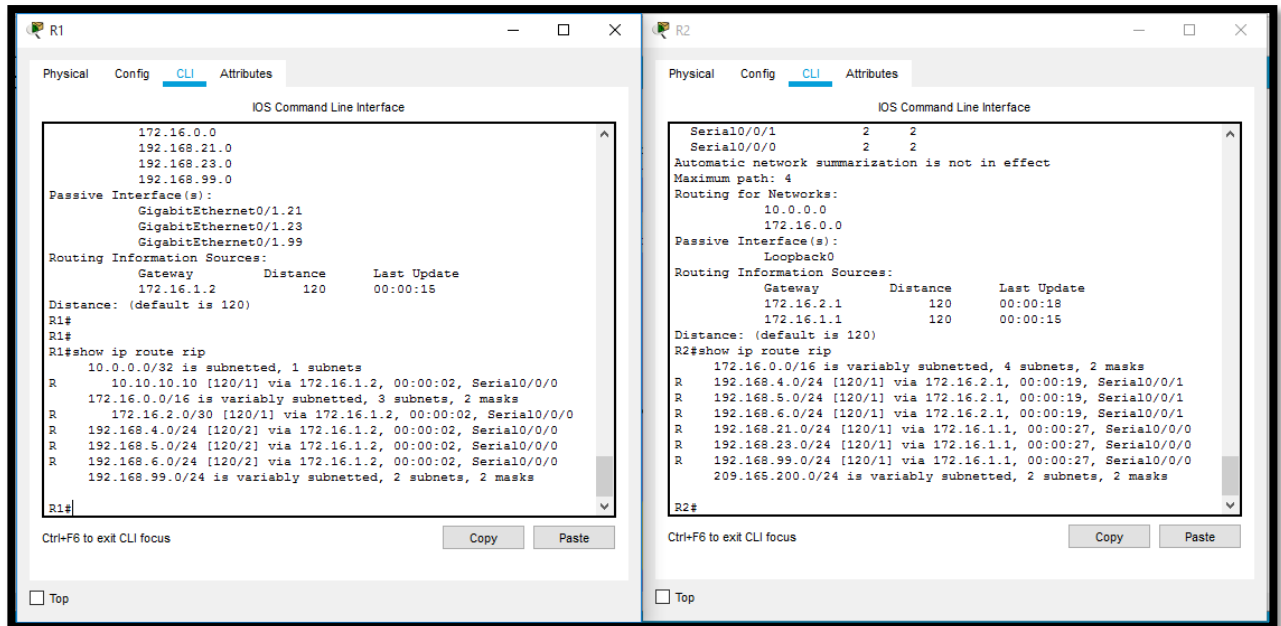 R1
Physical Config CLI Attributes
IOS Command Line Interface
172.16.0.0
192.168.21.0
192.168.23.0
192.168.99.0
Passive Interface(s):
GigabitEthernet0/1.21
GigabitEthernet0/1.23
GigabitEthernet0/1.99
Routing Information Sources:
Gateway Distance Last Update
172.16.1.2 120 00:00:15
Distance: (default is 120)
R1#
R1#
R1#show ip route rip
10.0.0.0/32 is subnetted, 1 subnets
R 10.10.10.10 [120/1] via 172.16.1.2, 00:00:02, Serial0/0/0
172.16.0.0/16 is variably subnetted, 3 subnets, 2 masks
R 172.16.2.0/30 [120/1] via 172.16.1.2, 00:00:02, Serial0/0/0
R 192.168.4.0/24 [120/2] via 172.16.1.2, 00:00:02, Serial0/0/0
R 192.168.5.0/24 [120/2] via 172.16.1.2, 00:00:02, Serial0/0/0
R 192.168.6.0/24 [120/2] via 172.16.1.2, 00:00:02, Serial0/0/0
192.168.99.0/24 is variably subnetted, 2 subnets, 2 masks
R1#
Ctrl+F6 to exit CLI focus
Copy Paste
Top
R2
Physical Config CLI Attributes
IOS Command Line Interface
Serial0/0/1 2 2
Serial0/0/0 2 2
Automatic network summarization is not in effect
Maximum path: 4
Routing for Networks:
10.0.0.0
172.16.0.0
Passive Interface(s):
Loopback0
Routing Information Sources:
Gateway Distance Last Update
172.16.2.1 120 00:00:18
172.16.1.1 120 00:00:15
Distance: (default is 120)
R2#show ip route rip
172.16.0.0/16 is variably subnetted, 4 subnets, 2 masks
R 192.168.4.0/24 [120/1] via 172.16.2.1, 00:00:19, Serial0/0/1
R 192.168.5.0/24 [120/1] via 172.16.2.1, 00:00:19, Serial0/0/1
R 192.168.6.0/24 [120/1] via 172.16.2.1, 00:00:19, Serial0/0/1
R 192.168.21.0/24 [120/1] via 172.16.1.1, 00:00:27, Serial0/0/0
R 192.168.23.0/24 [120/1] via 172.16.1.1, 00:00:27, Serial0/0/0
R 192.168.99.0/24 [120/1] via 172.16.1.1, 00:00:27, Serial0/0/0
209.165.200.0/24 is variably subnetted, 2 subnets, 2 masks
R2#
Ctrl+F6 to exit CLI focus
Copy Paste
Top